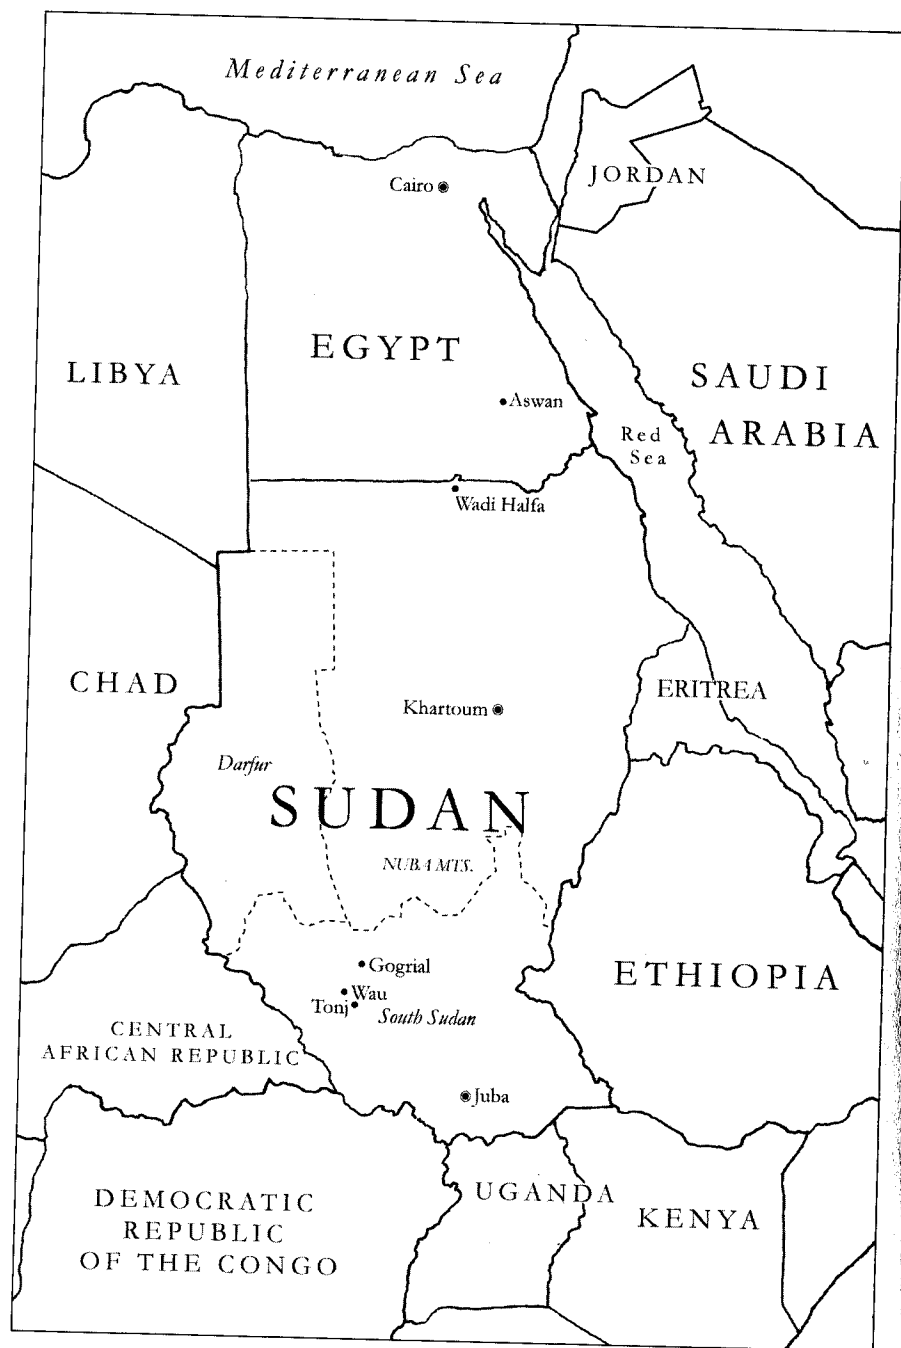 Mediterranean Sea
JORDAN
Cairo
EGYPT
LIBYA
SAUDI
ARABIA
Aswan
Red
Sea
Wadi Halfa
CHAD
ERITREA
Khartoum
Darfur
SUDAN
NUBA MTS.
Gogrial
Wau
Tonj
South Sudan
ETHIOPIA
CENTRAL
AFRICAN REPUBLIC
Juba
UGANDA
KENYA
DEMOCRATIC
REPUBLIC
OF THE CONGO